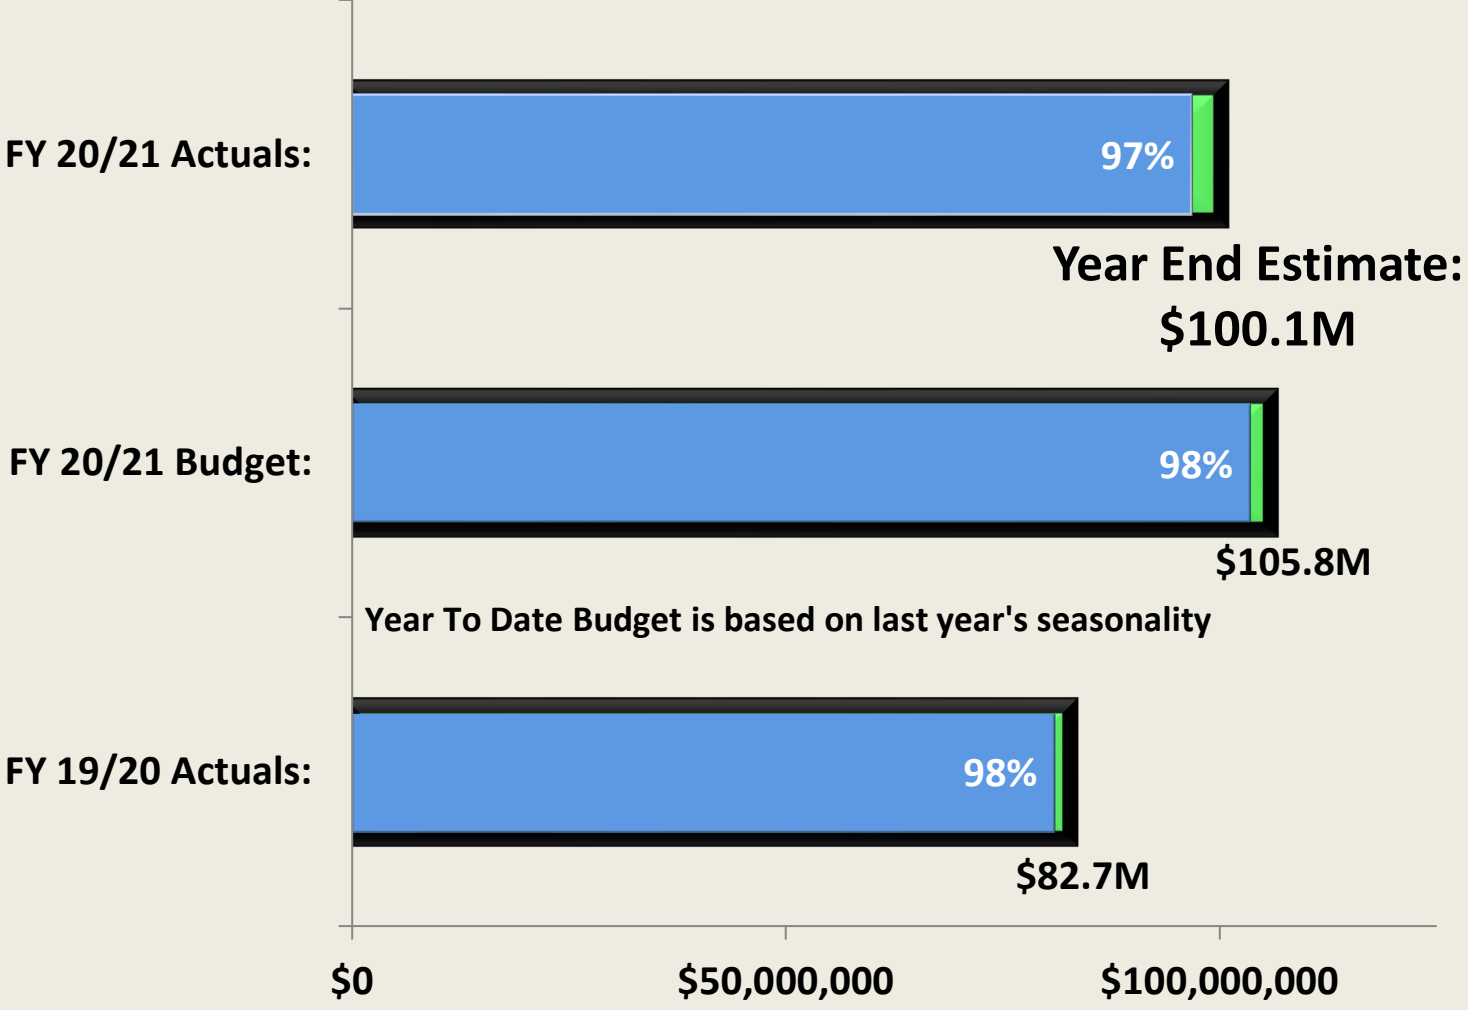 FY 20/21 Actuals:
97%
Year End Estimate:
$100.1M
FY 20/21 Budget:
98%
$105.8M
Year To Date Budget is based on last year's seasonality
FY 19/20 Actuals:
98%
$82.7M
$0
$50,000,000
$100,000,000